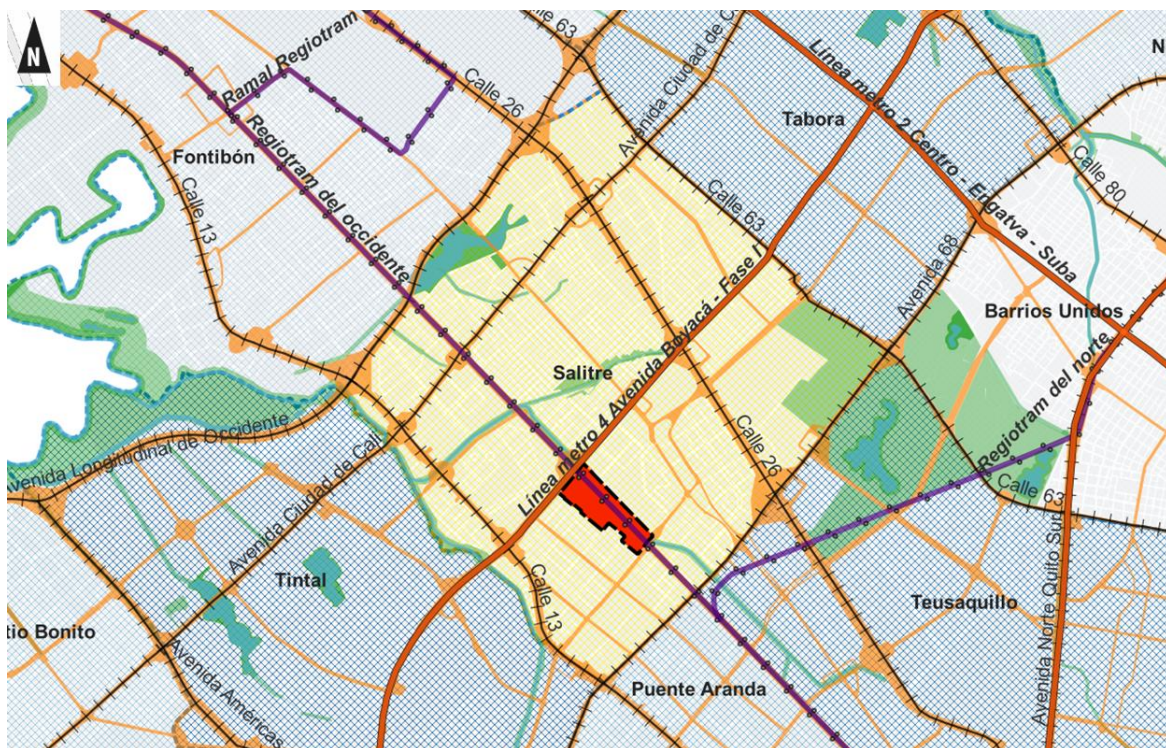 N
Ramal Regiotram
Calle 63
Avenida Ciudad de C
Línea metro 2 Centro - Engatva - Suba
N
Calle 26
Tabora
Fontibón
Regiotram del occidente
Calle 13
Calle 63
Calle 80
Avenida 68
Línea metro 4 Avenida Boyacá - Fase I
Barrios Unidos
Salitre
Regiotram del norte
Avenida Longitudinal de Occidente
Avenida Ciudad de Cali
Calle 26
Calle 63
Tintal
Calle 13
Avenida Norte Quito Sur
Teusaquillo
tio Bonito
Avenida Américas
Puente Aranda